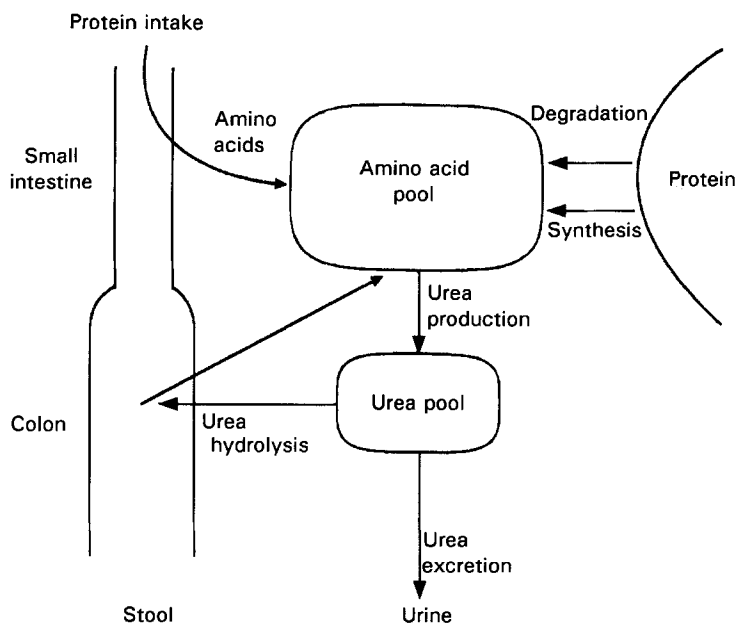 Protein intake
Amino
acids
Degradation
Small
intestine
Amino acid
pool
Protein
Synthesis
Urea
production
Urea pool
Colon
Urea
hydrolysis
Urea
excretion
Stool
Urine